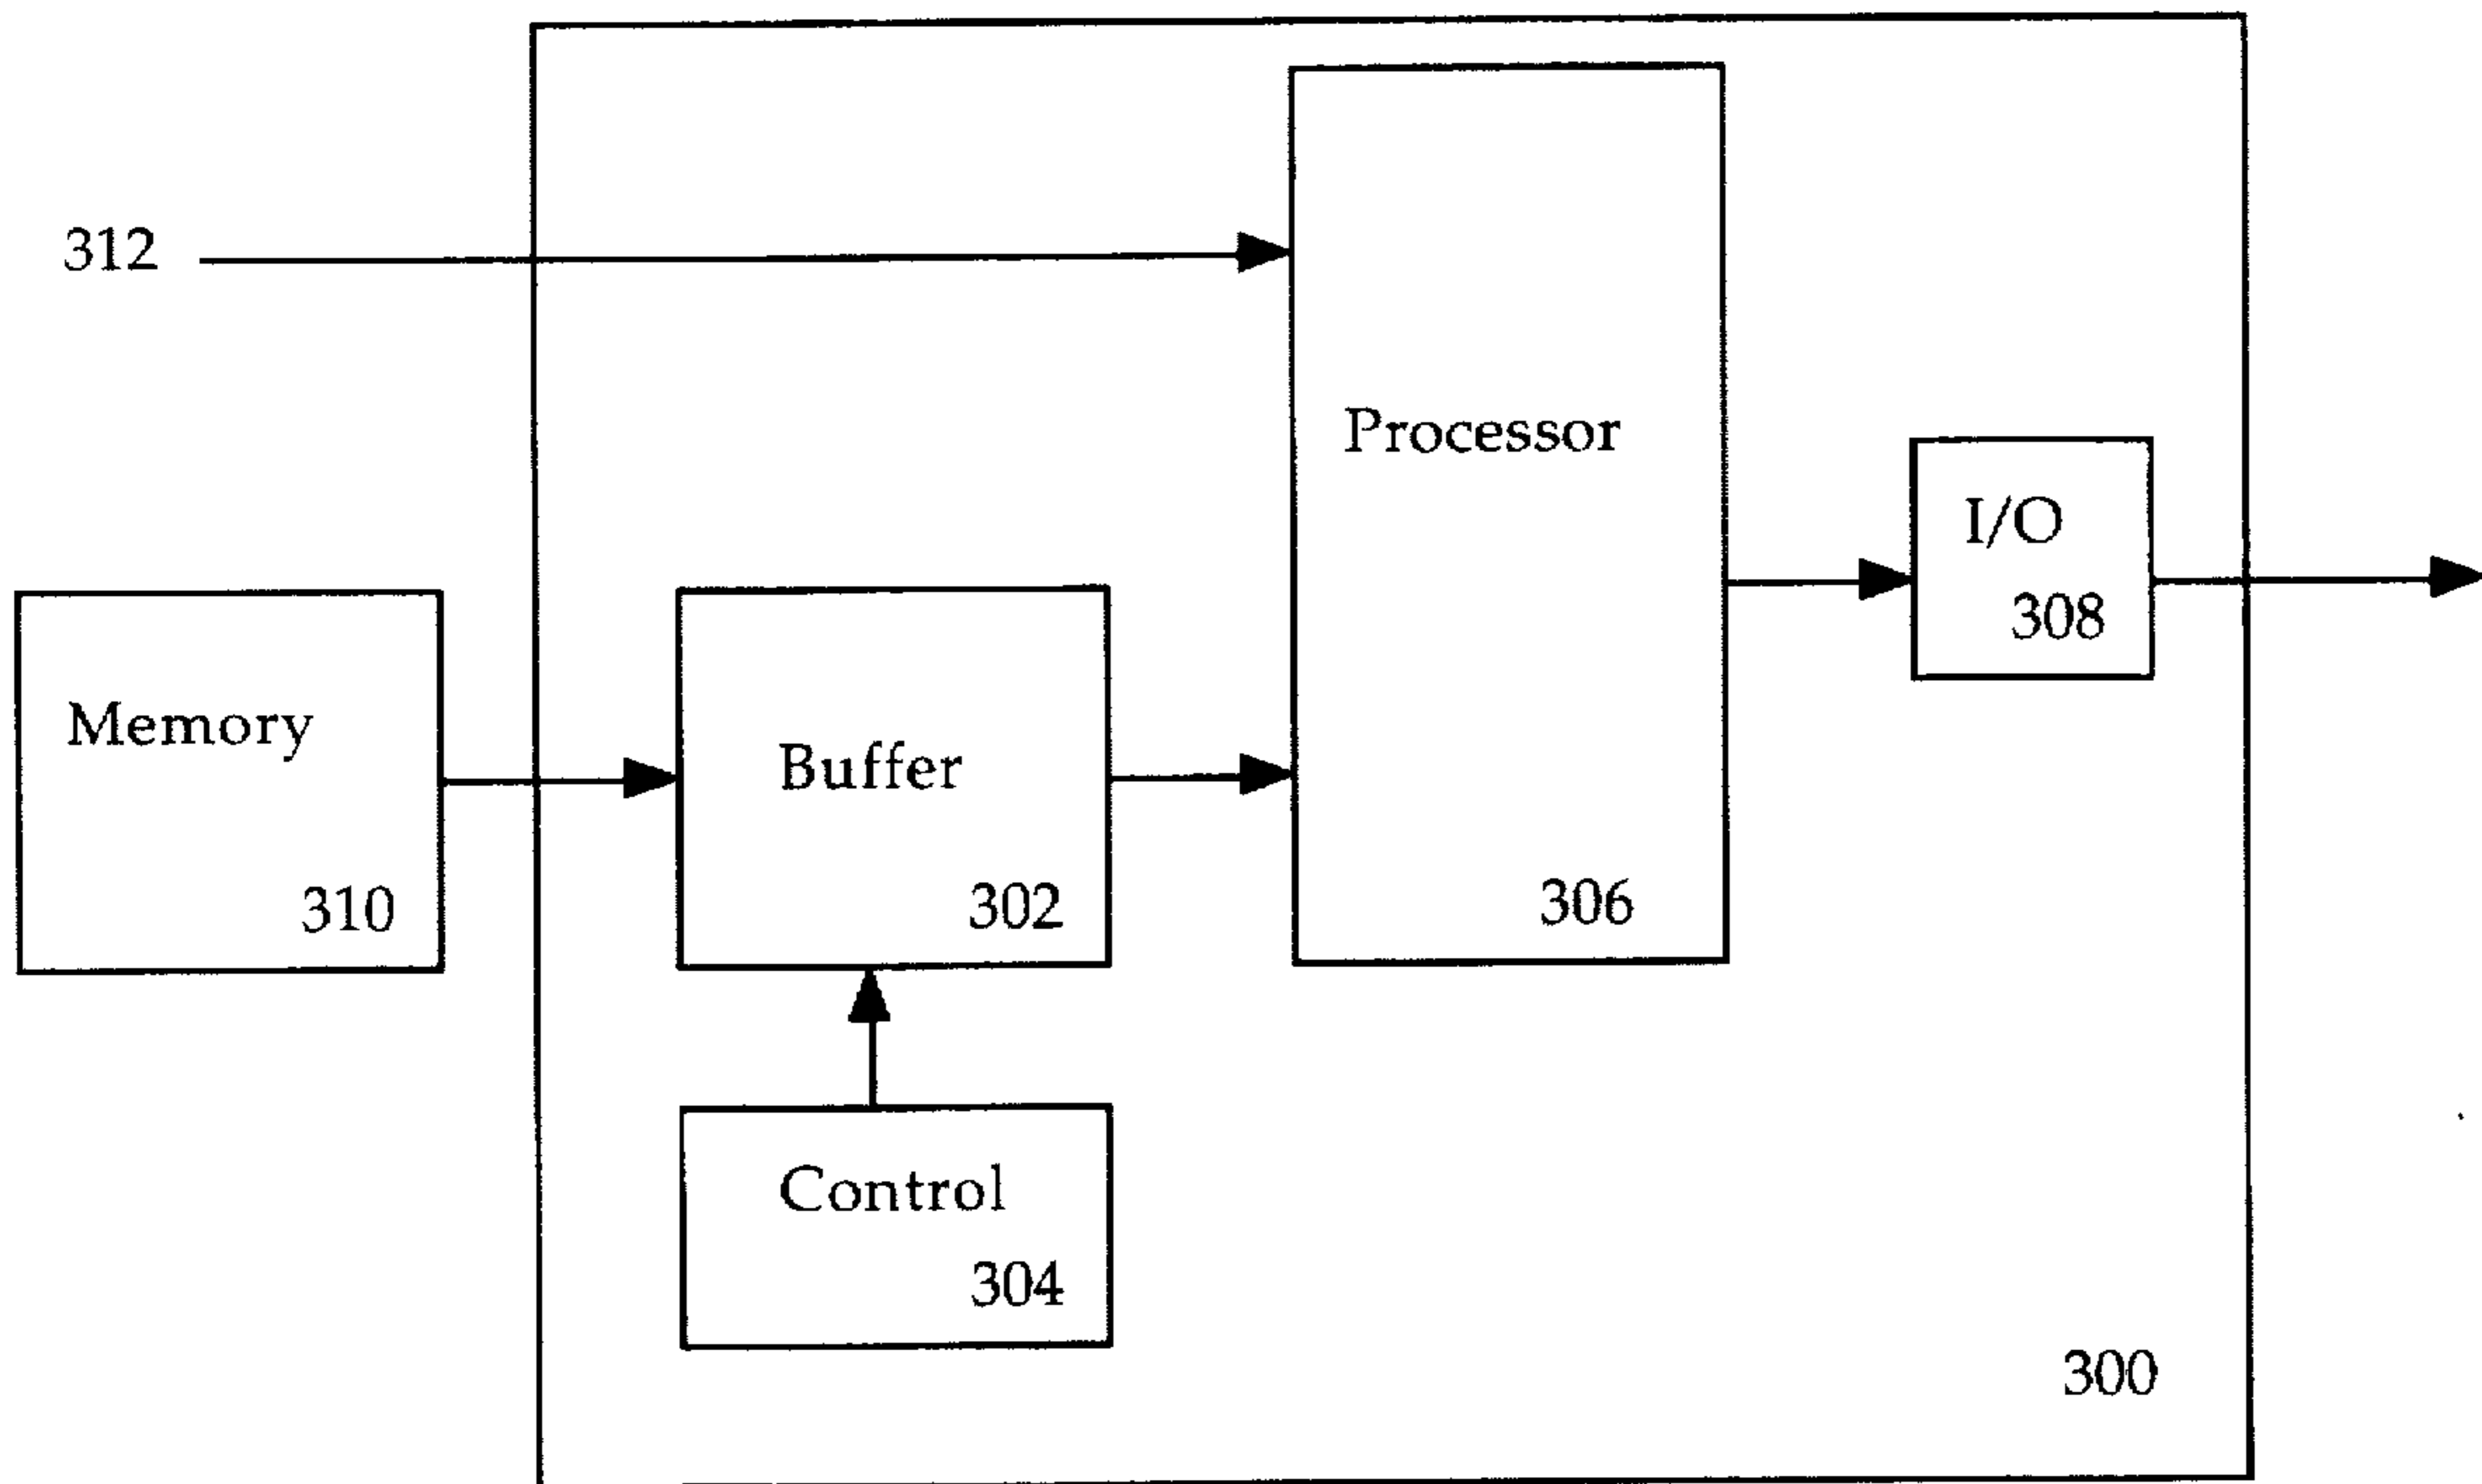 312
Processor
I/O
308
Memory
310
Buffer
302
306
Control
304
300